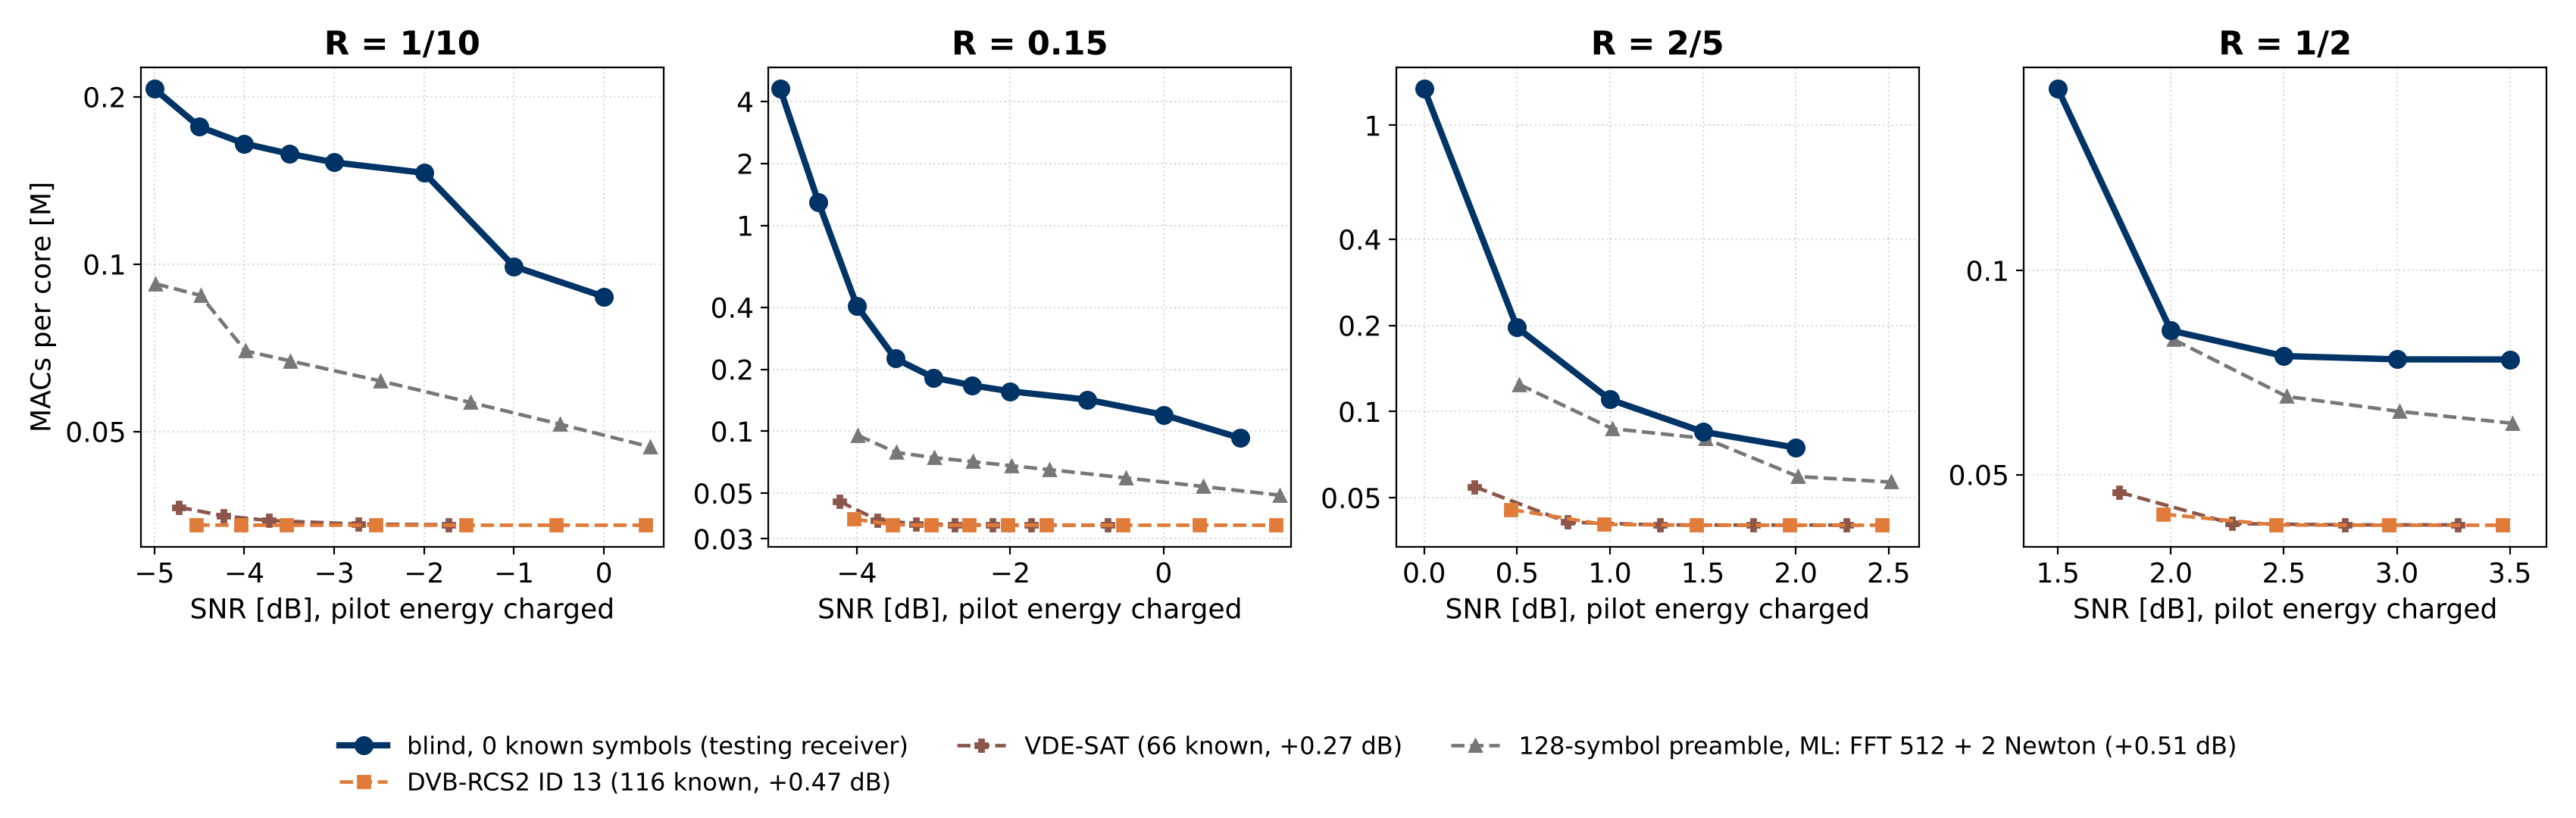 R = 1/10
R = 0.15
R = 2/5
R = 1/2
MACs per core [M]
0.2
0.1
0.05
−5 −4 −3 −2 −1 0
SNR [dB], pilot energy charged
4
2
1
0.4
0.2
0.1
0.05
0.03
−4 −2 0
SNR [dB], pilot energy charged
1
0.4
0.2
0.1
0.05
0.0 0.5 1.0 1.5 2.0 2.5
SNR [dB], pilot energy charged
0.1
0.05
1.5 2.0 2.5 3.0 3.5
SNR [dB], pilot energy charged
blind, 0 known symbols (testing receiver)
VDE-SAT (66 known, +0.27 dB)
128-symbol preamble, ML: FFT 512 + 2 Newton (+0.51 dB)
DVB-RCS2 ID 13 (116 known, +0.47 dB)